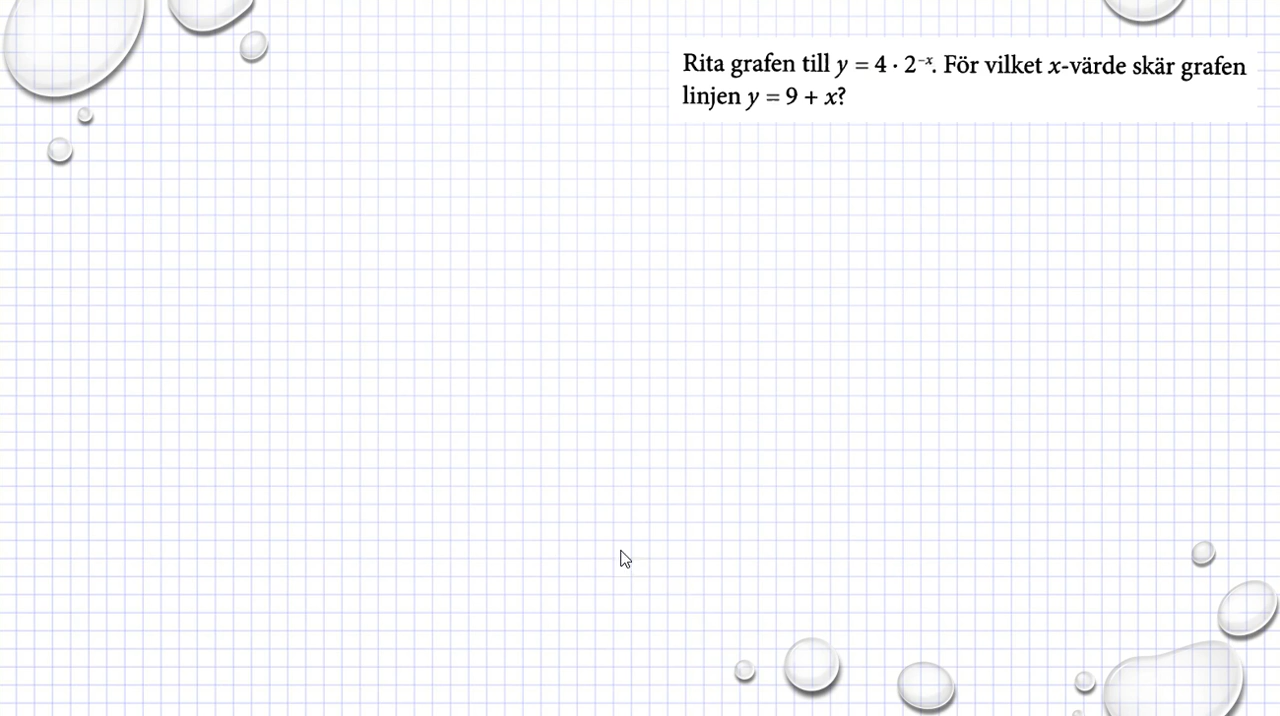 Rita grafen till y = 4 · 2⁻ˣ. För vilket x-värde skär grafen
linjen y = 9 + x?